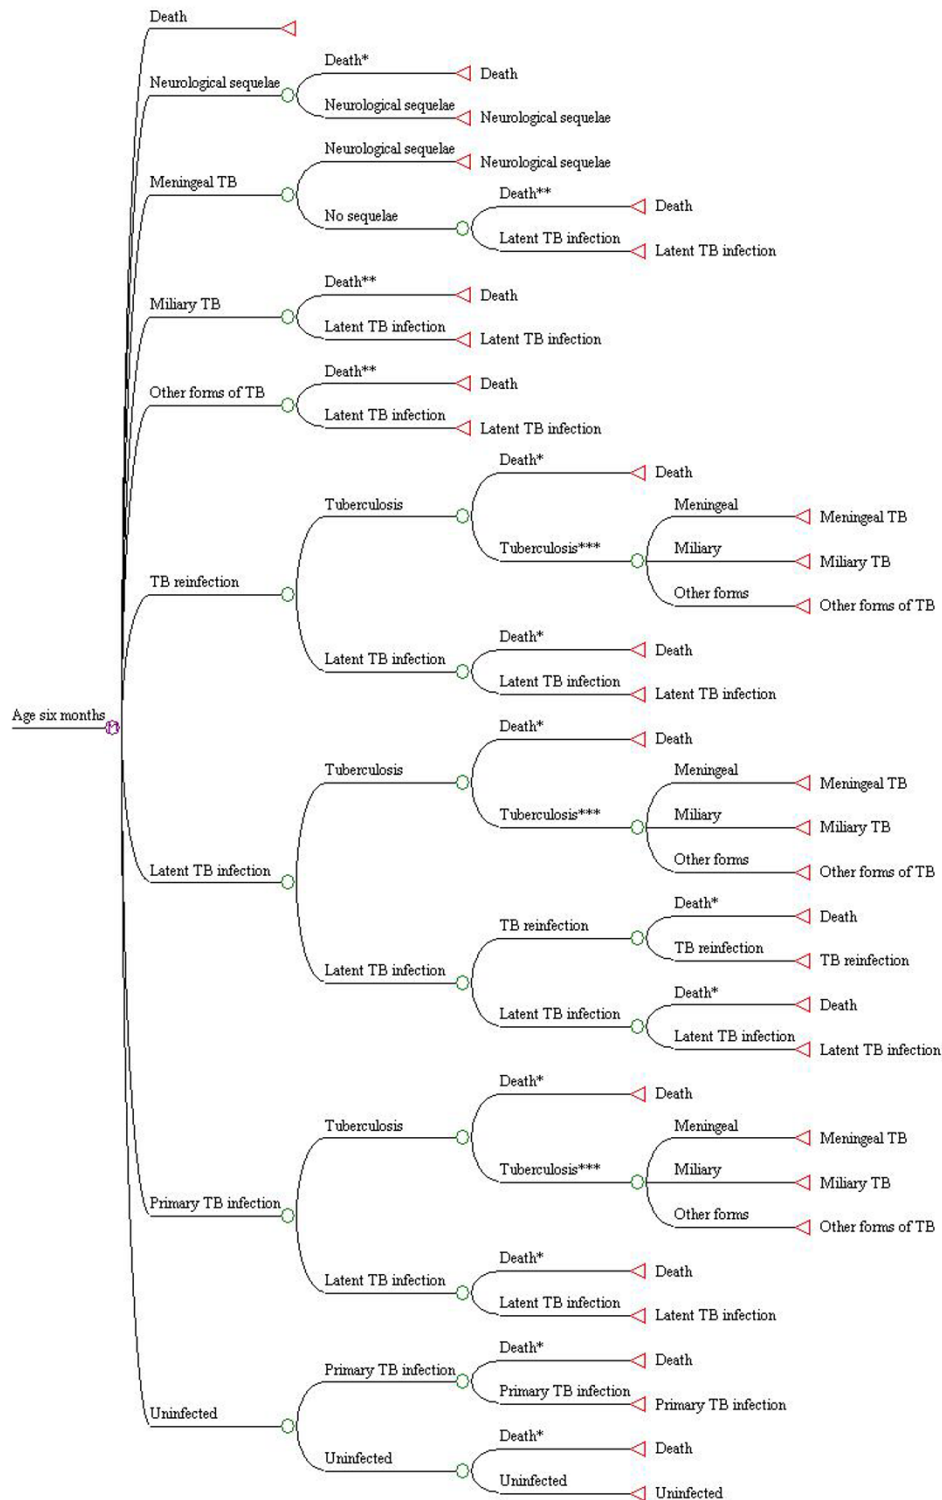 Death
Death*
Death
Neurological sequelae
Neurological sequelae
Neurological sequelae
Neurological sequelae
Neurological sequelae
Meningeal TB
Death**
Death
No sequelae
Latent TB infection
Latent TB infection
Death**
Death
Miliary TB
Latent TB infection
Latent TB infection
Death**
Death
Other forms of TB
Latent TB infection
Latent TB infection
Death*
Death
Tuberculosis
Meningeal
Meningeal TB
Tuberculosis***
Miliary
Miliary TB
TB reinfection
Other forms
Other forms of TB
Death*
Death
Latent TB infection
Latent TB infection
Latent TB infection
Age six months
M
Death*
Death
Tuberculosis
Meningeal
Meningeal TB
Tuberculosis***
Miliary
Miliary TB
Latent TB infection
Other forms
Other forms of TB
Death*
Death
TB reinfection
TB reinfection
TB reinfection
Latent TB infection
Death*
Death
Latent TB infection
Latent TB infection
Latent TB infection
Death*
Death
Tuberculosis
Meningeal
Meningeal TB
Tuberculosis***
Miliary
Miliary TB
Primary TB infection
Other forms
Other forms of TB
Death*
Death
Latent TB infection
Latent TB infection
Latent TB infection
Death*
Death
Primary TB infection
Primary TB infection
Primary TB infection
Uninfected
Death*
Death
Uninfected
Uninfected
Uninfected